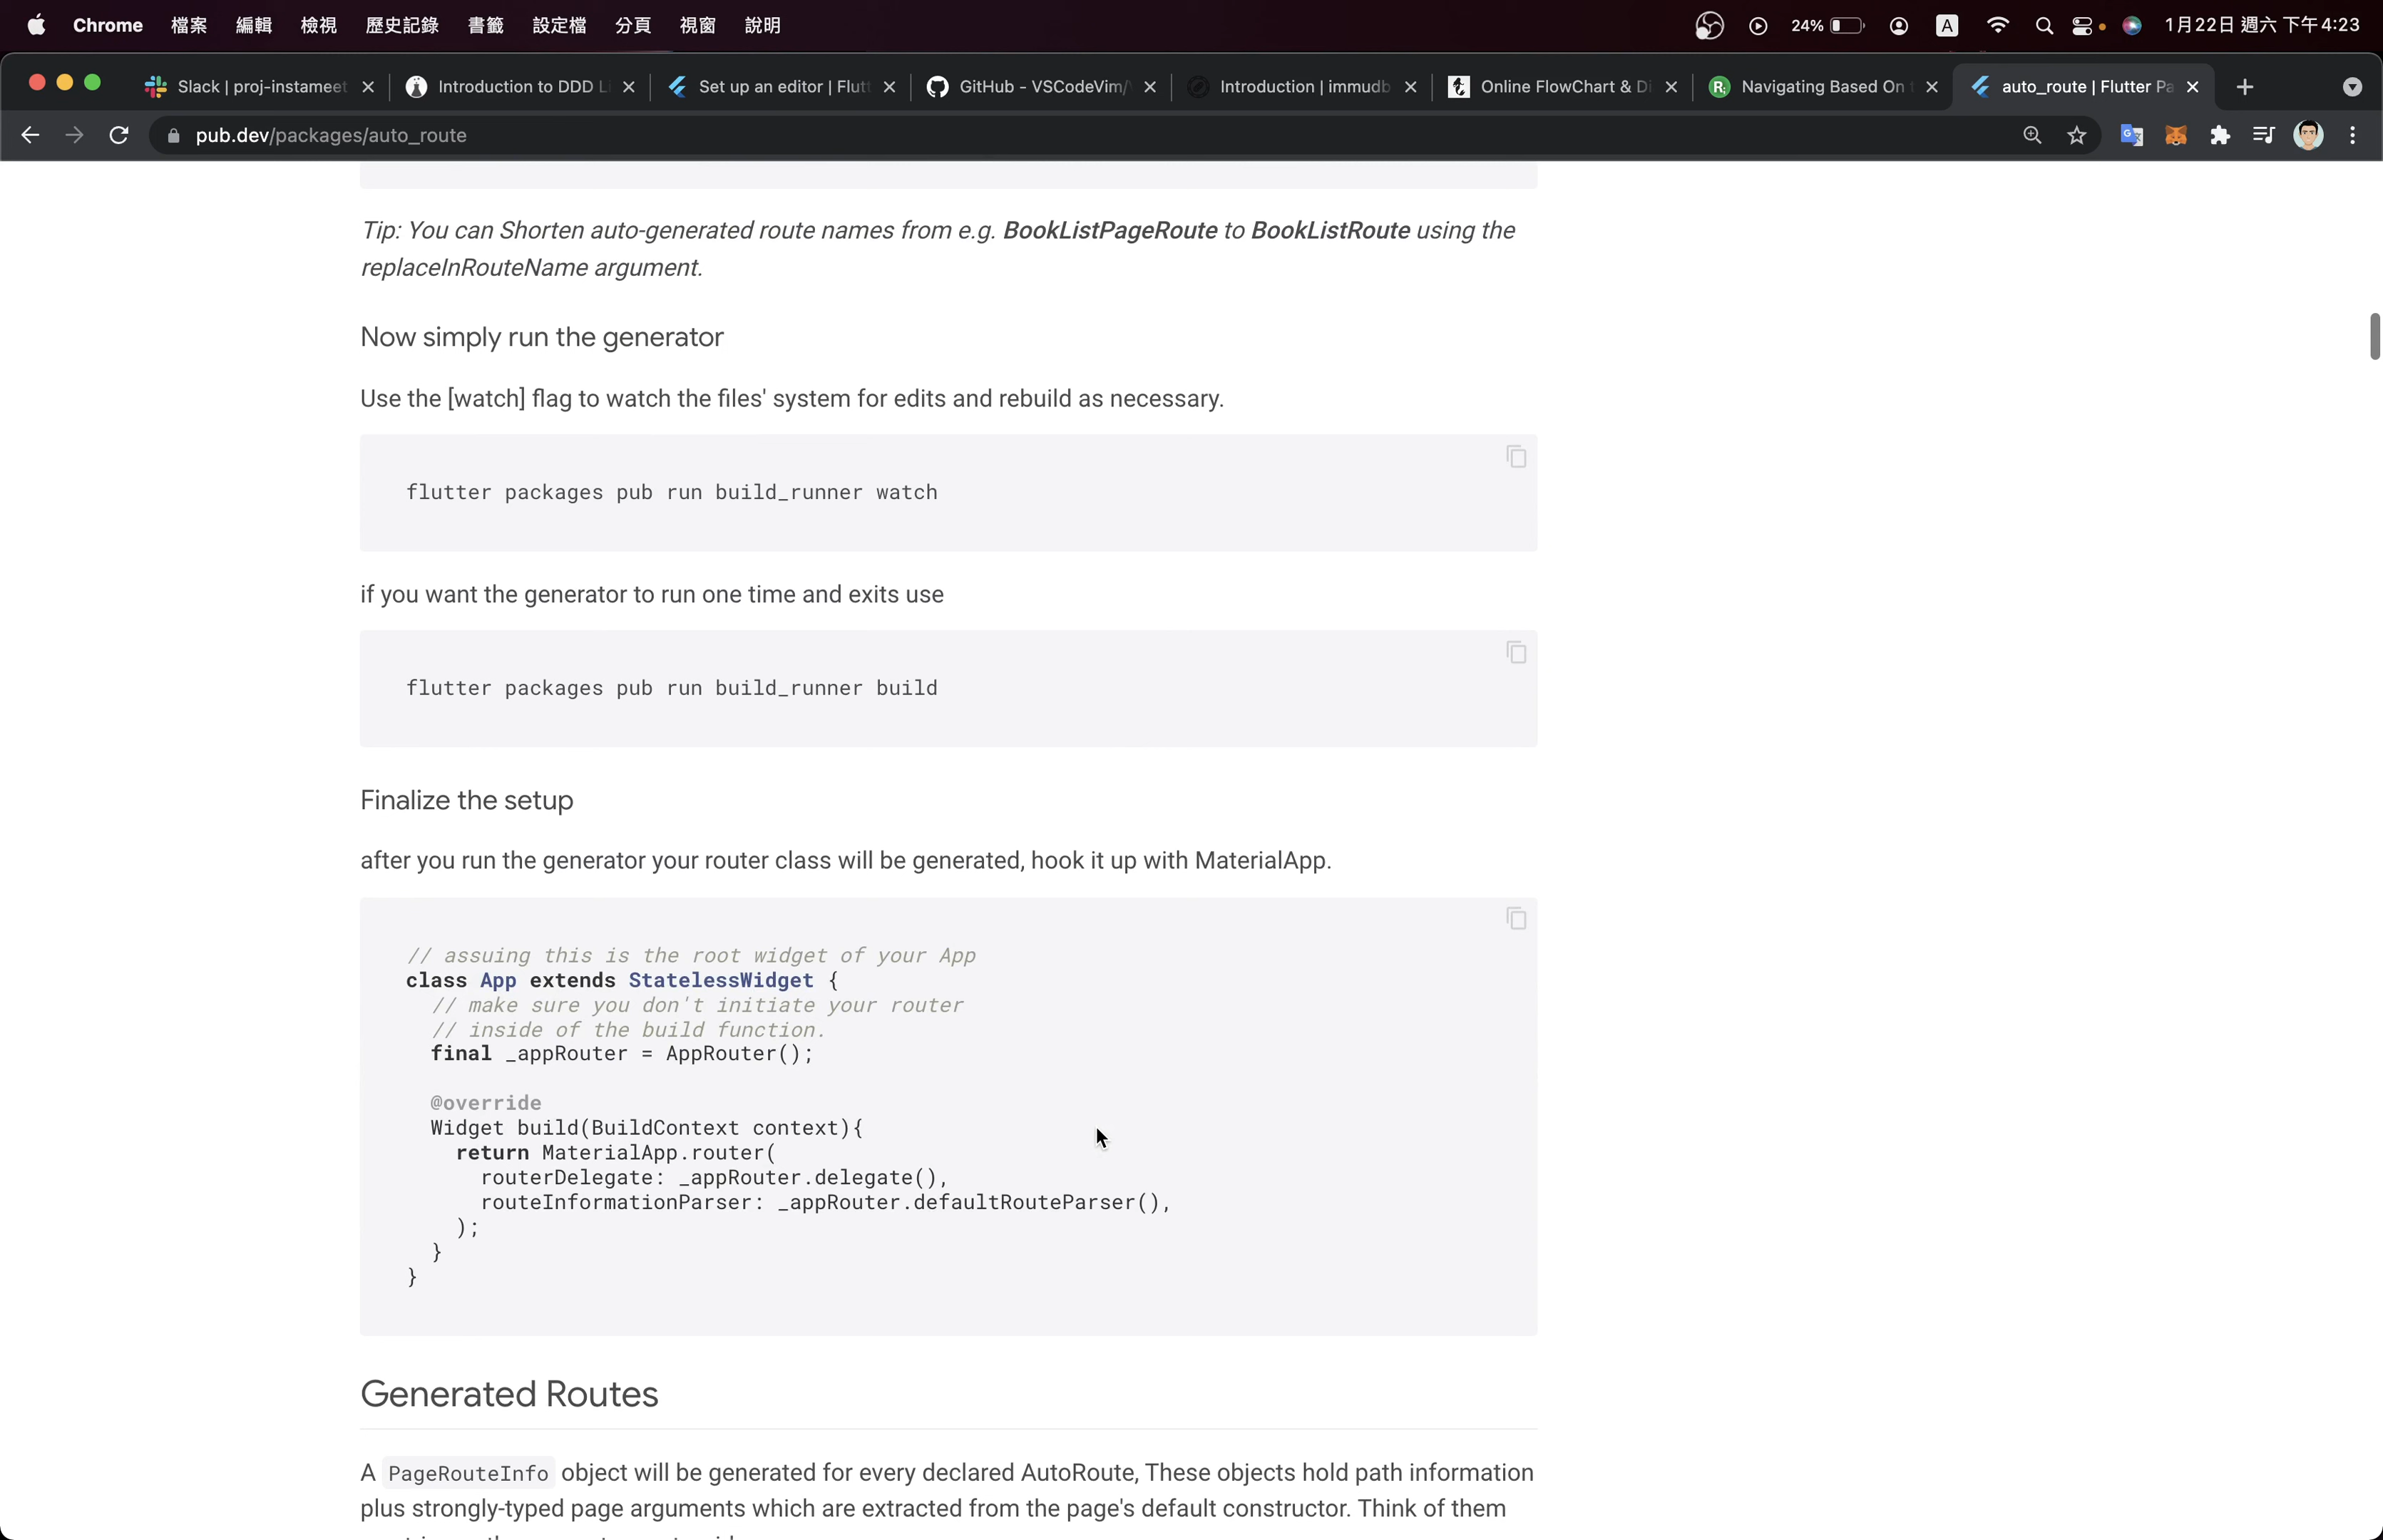 Chrome 檔案 編輯 檢視 歷史記錄 書籤 設定檔 分頁 視窗 說明 24% A 1月22日 週六 下午4:23
Slack | proj-instameet Introduction to DDD Li Set up an editor | Flutt GitHub - VSCodeVim/ Introduction | immudb Online FlowChart & Di Navigating Based On auto_route | Flutter Pa
pub.dev/packages/auto_route
Tip: You can Shorten auto-generated route names from e.g. BookListPageRoute to BookListRoute using the
replaceInRouteName argument.
Now simply run the generator
Use the [watch] flag to watch the files' system for edits and rebuild as necessary.
flutter packages pub run build_runner watch
if you want the generator to run one time and exits use
flutter packages pub run build_runner build
Finalize the setup
after you run the generator your router class will be generated, hook it up with MaterialApp.
// assuing this is the root widget of your App
class App extends StatelessWidget {
// make sure you don't initiate your router
// inside of the build function.
final _appRouter = AppRouter();
@override
Widget build(BuildContext context){
return MaterialApp.router(
routerDelegate: _appRouter.delegate(),
routeInformationParser: _appRouter.defaultRouteParser(),
);
}
}
Generated Routes
A PageRouteInfo object will be generated for every declared AutoRoute, These objects hold path information
plus strongly-typed page arguments which are extracted from the page's default constructor. Think of them